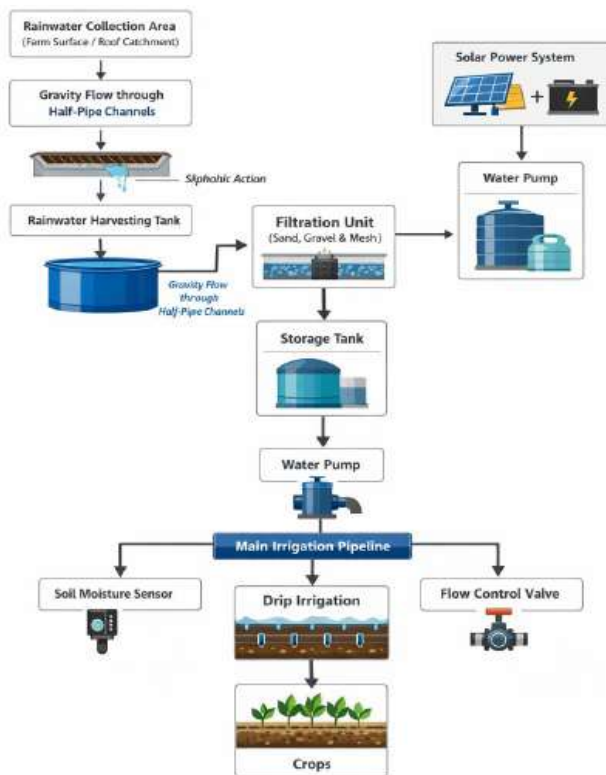 Rainwater Collection Area
(Farm Surface / Roof Catchment)
Gravity Flow through
Half-Pipe Channels
Sliphohic Action
Rainwater Harvesting Tank
Gravity Flow
through
Half-Pipe Channels
Filtration Unit
(Sand, Gravel & Mesh)
Solar Power System
+
Water Pump
Storage Tank
Water Pump
Main Irrigation Pipeline
Soil Moisture Sensor
Drip Irrigation
Flow Control Valve
Crops